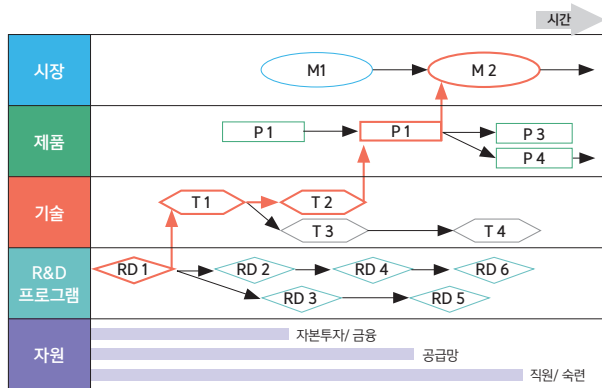 시간
시장
M1
M 2
제품
P 1
P 1
P 3
P 4
기술
T 1
T 2
T 3
T 4
R&D
프로그램
RD 1
RD 2
RD 4
RD 6
RD 3
RD 5
자원
자본투자/ 금융
공급망
직원/ 숙련